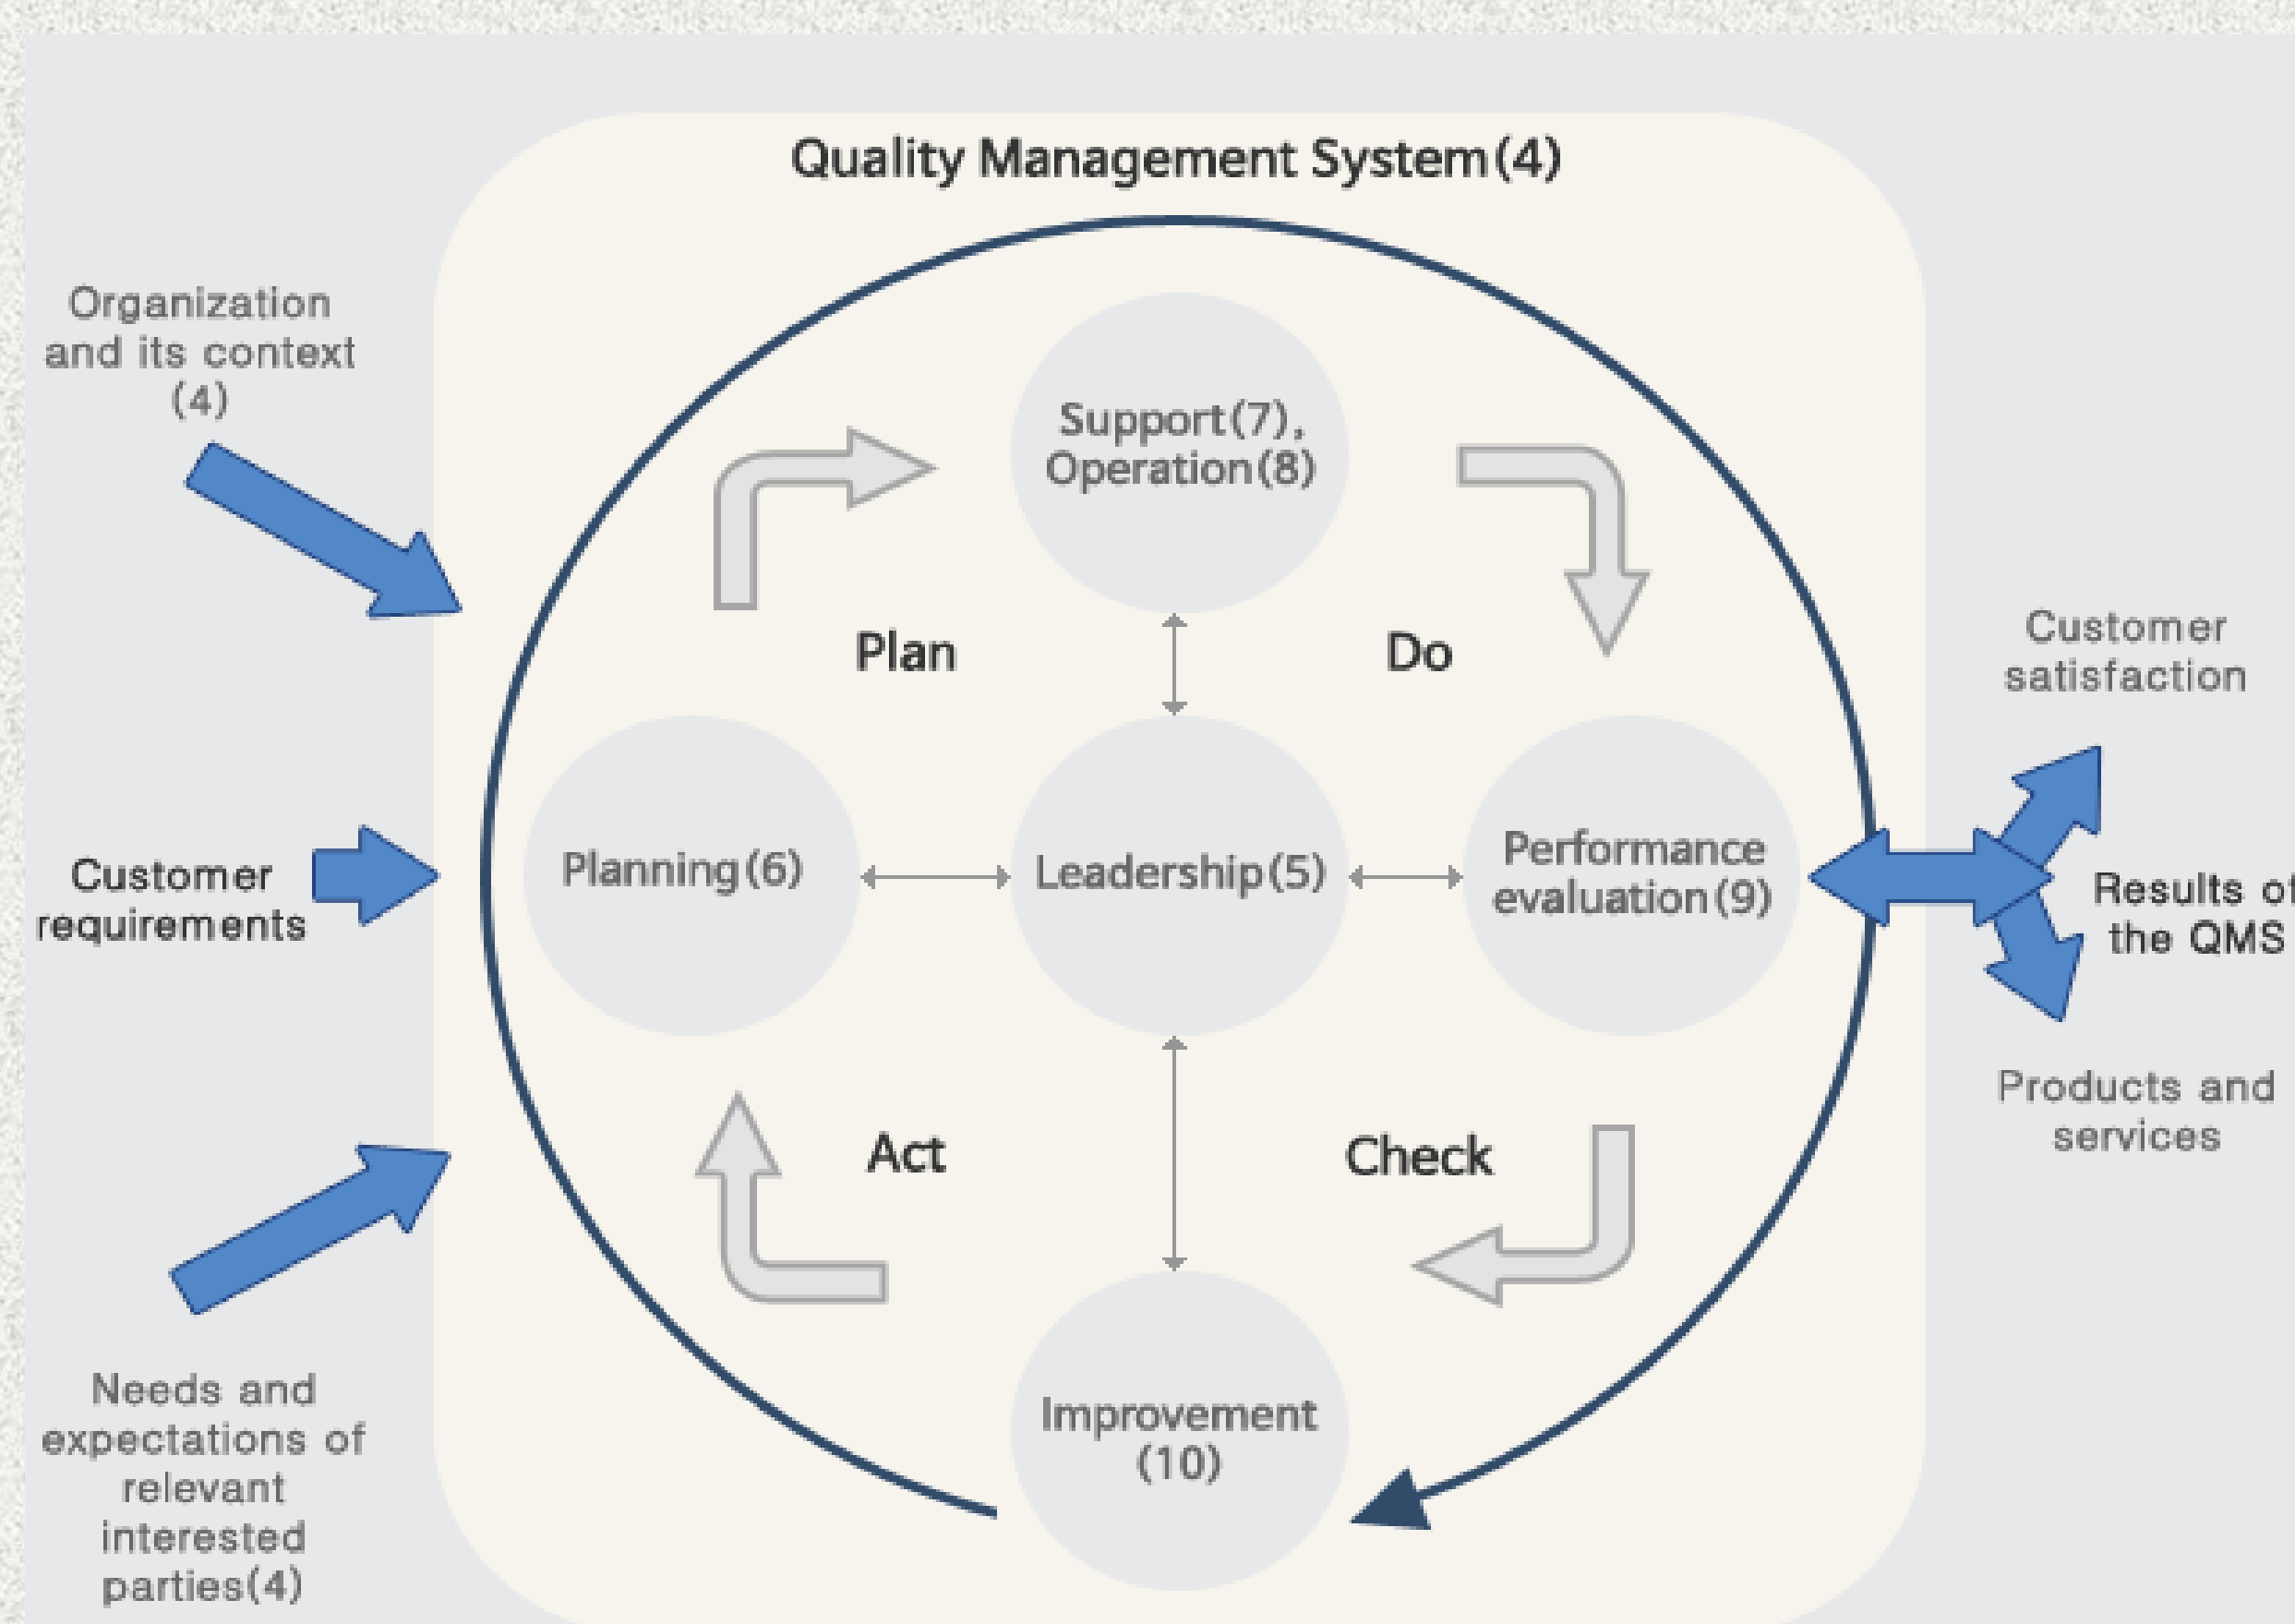 Quality Management System(4)
Organization
and its context
(4)
Support(7),
Operation(8)
Plan
Do
Customer
satisfaction
Customer
requirements
Planning(6)
Leadership(5)
Performance
evaluation(9)
Results of
the QMS
Products and
services
Act
Check
Needs and
expectations of
relevant
interested
parties(4)
Improvement
(10)